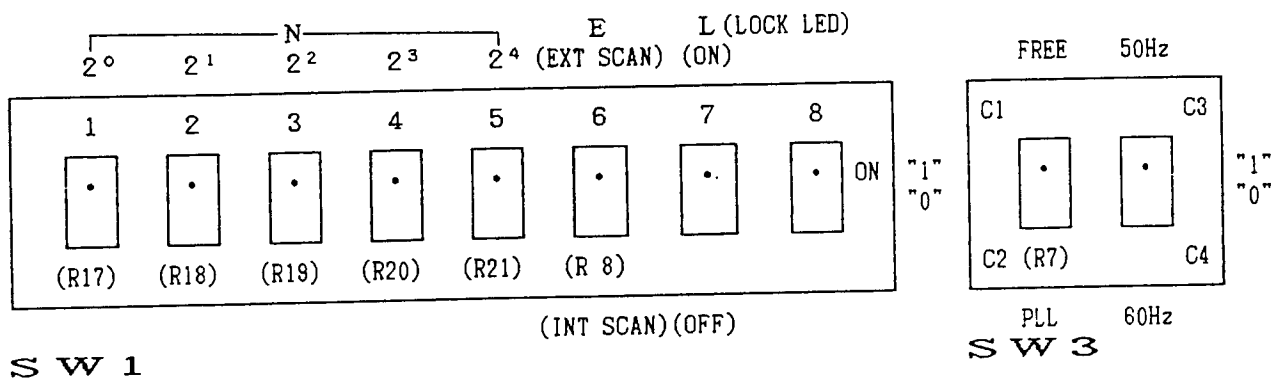 N E L (LOCK LED)
2⁰ 2¹ 2² 2³ 2⁴ (EXT SCAN) (ON)
1 2 3 4 5 6 7 8
ON "1"
"0"
(R17) (R18) (R19) (R20) (R21) (R 8)
(INT SCAN) (OFF)
SW1
FREE 50Hz
C1 C3
"1"
"0"
C2 (R7) C4
PLL 60Hz
SW3